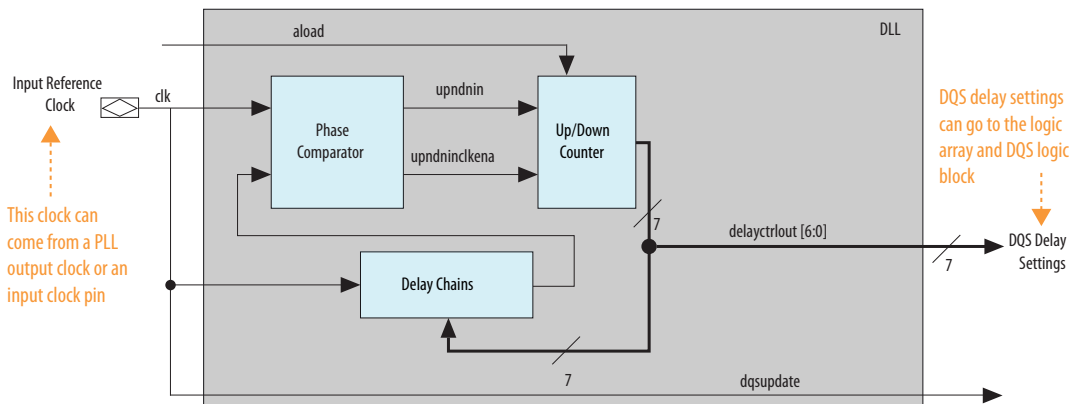 DLL
aload
Input Reference
Clock
clk
upndnin
Phase
Comparator
upndninclkena
Up/Down
Counter
DQS delay settings
can go to the logic
array and DQS logic
block
This clock can
come from a PLL
output clock or an
input clock pin
7
delayctrlout [6:0]
7
DQS Delay
Settings
Delay Chains
7
dqsupdate